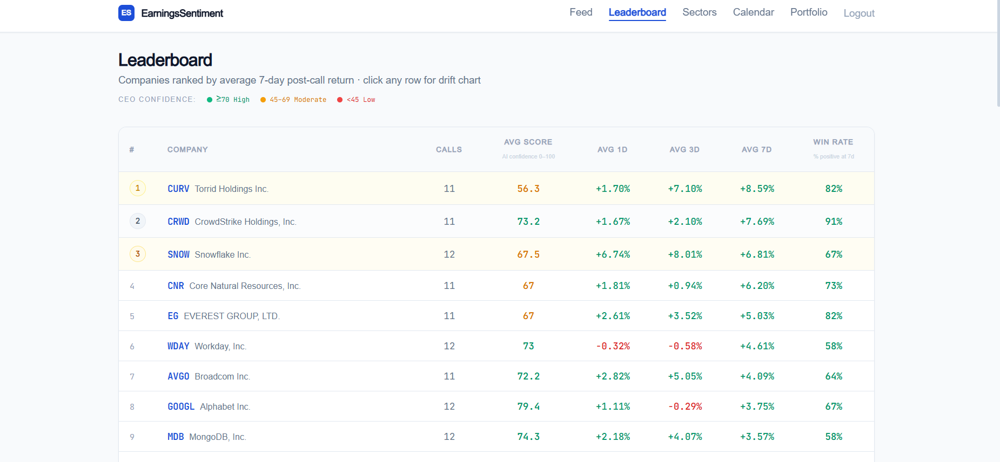 ES EarningsSentiment Feed Leaderboard Sectors Calendar Portfolio Logout
Leaderboard
Companies ranked by average 7-day post-call return · click any row for drift chart
CEO CONFIDENCE: ≥70 High 45–69 Moderate <45 Low
# COMPANY CALLS AVG SCORE AVG 1D AVG 3D AVG 7D WIN RATE
AI confidence 0–100 % positive at 7d
1 CURV Torrid Holdings Inc. 11 56.3 +1.70% +7.10% +8.59% 82%
2 CRWD CrowdStrike Holdings, Inc. 11 73.2 +1.67% +2.10% +7.69% 91%
3 SNOW Snowflake Inc. 12 67.5 +6.74% +8.01% +6.81% 67%
4 CNR Core Natural Resources, Inc. 11 67 +1.81% +0.94% +6.20% 73%
5 EG EVEREST GROUP, LTD. 11 67 +2.61% +3.52% +5.03% 82%
6 WDAY Workday, Inc. 12 73 -0.32% -0.58% +4.61% 58%
7 AVGO Broadcom Inc. 11 72.2 +2.82% +5.05% +4.09% 64%
8 GOOGL Alphabet Inc. 12 79.4 +1.11% -0.29% +3.75% 67%
9 MDB MongoDB, Inc. 12 74.3 +2.18% +4.07% +3.57% 58%